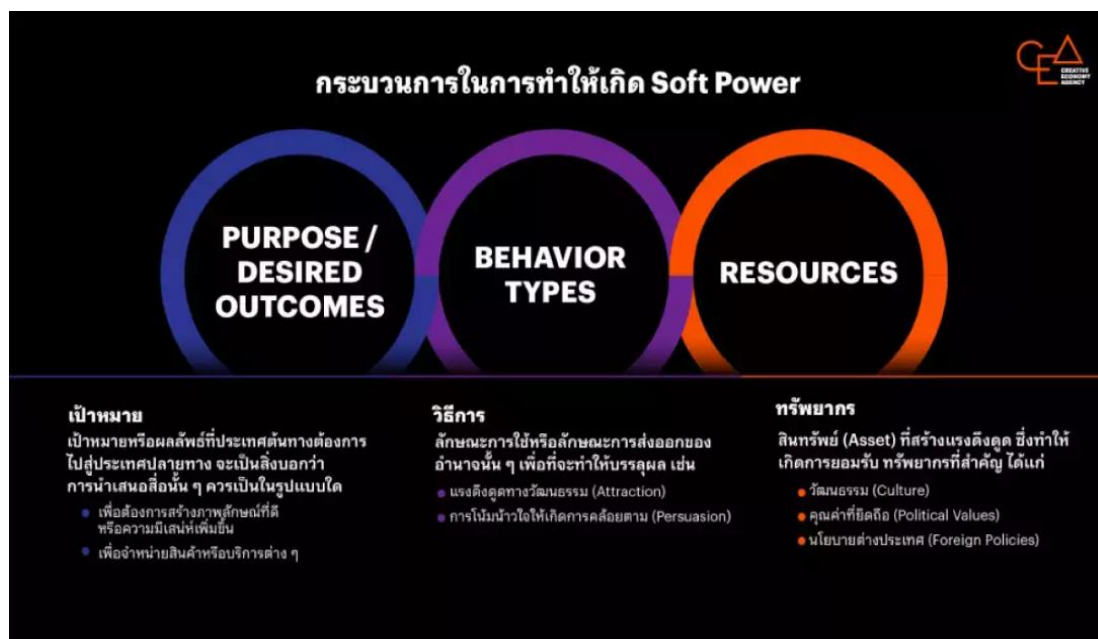 กระบวนการในการทำให้เกิด Soft Power
CEA
CREATIVE
ECONOMY
AGENCY
PURPOSE /
DESIRED
OUTCOMES
BEHAVIOR
TYPES
RESOURCES
เป้าหมาย
เป้าหมายหรือผลลัพธ์ที่ประเทศต้นทางต้องการ
ไปสู่ประเทศปลายทาง จะเป็นสิ่งบอกว่า
การนำเสนอสื่อนั้น ๆ ควรเป็นในรูปแบบใด
เพื่อต้องการสร้างภาพลักษณ์ที่ดี
หรือความมีเสน่ห์เพิ่มขึ้น
เพื่อจำหน่ายสินค้าหรือบริการต่าง ๆ
วิธีการ
ลักษณะการใช้หรือลักษณะการส่งออกของ
อำนาจนั้น ๆ เพื่อที่จะทำให้บรรลุผล เช่น
แรงดึงดูดทางวัฒนธรรม (Attraction)
การโน้มน้าวใจให้เกิดการคล้อยตาม (Persuasion)
ทรัพยากร
สินทรัพย์ (Asset) ที่สร้างแรงดึงดูด ซึ่งทำให้
เกิดการยอมรับ ทรัพยากรที่สำคัญ ได้แก่
วัฒนธรรม (Culture)
คุณค่าที่ยึดถือ (Political Values)
นโยบายต่างประเทศ (Foreign Policies)